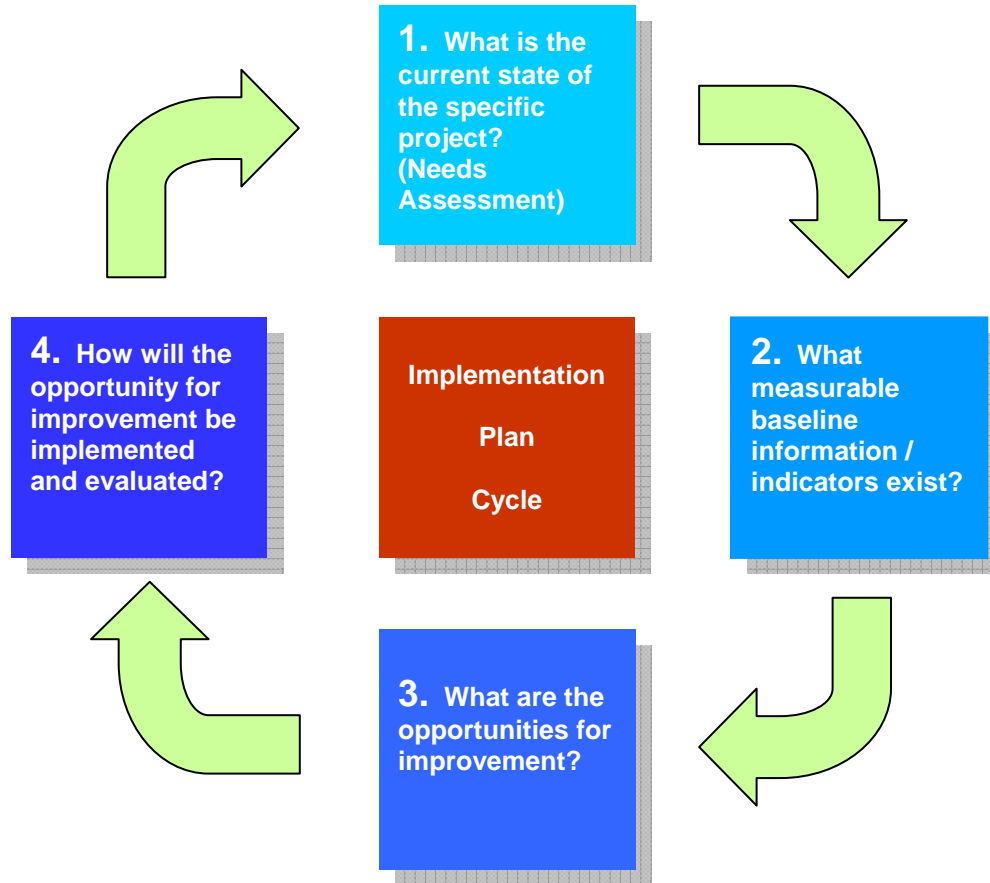 1. What is the
current state of
the specific
project?
(Needs
Assessment)
4. How will the
opportunity for
improvement be
implemented
and evaluated?
Implementation
Plan
Cycle
2. What
measurable
baseline
information /
indicators exist?
3. What are the
opportunities for
improvement?